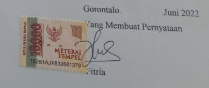 Gorontalo, Juni 2022
Yang Membuat Pernyataan
10000
METERAI
TEMPEL
Fitria